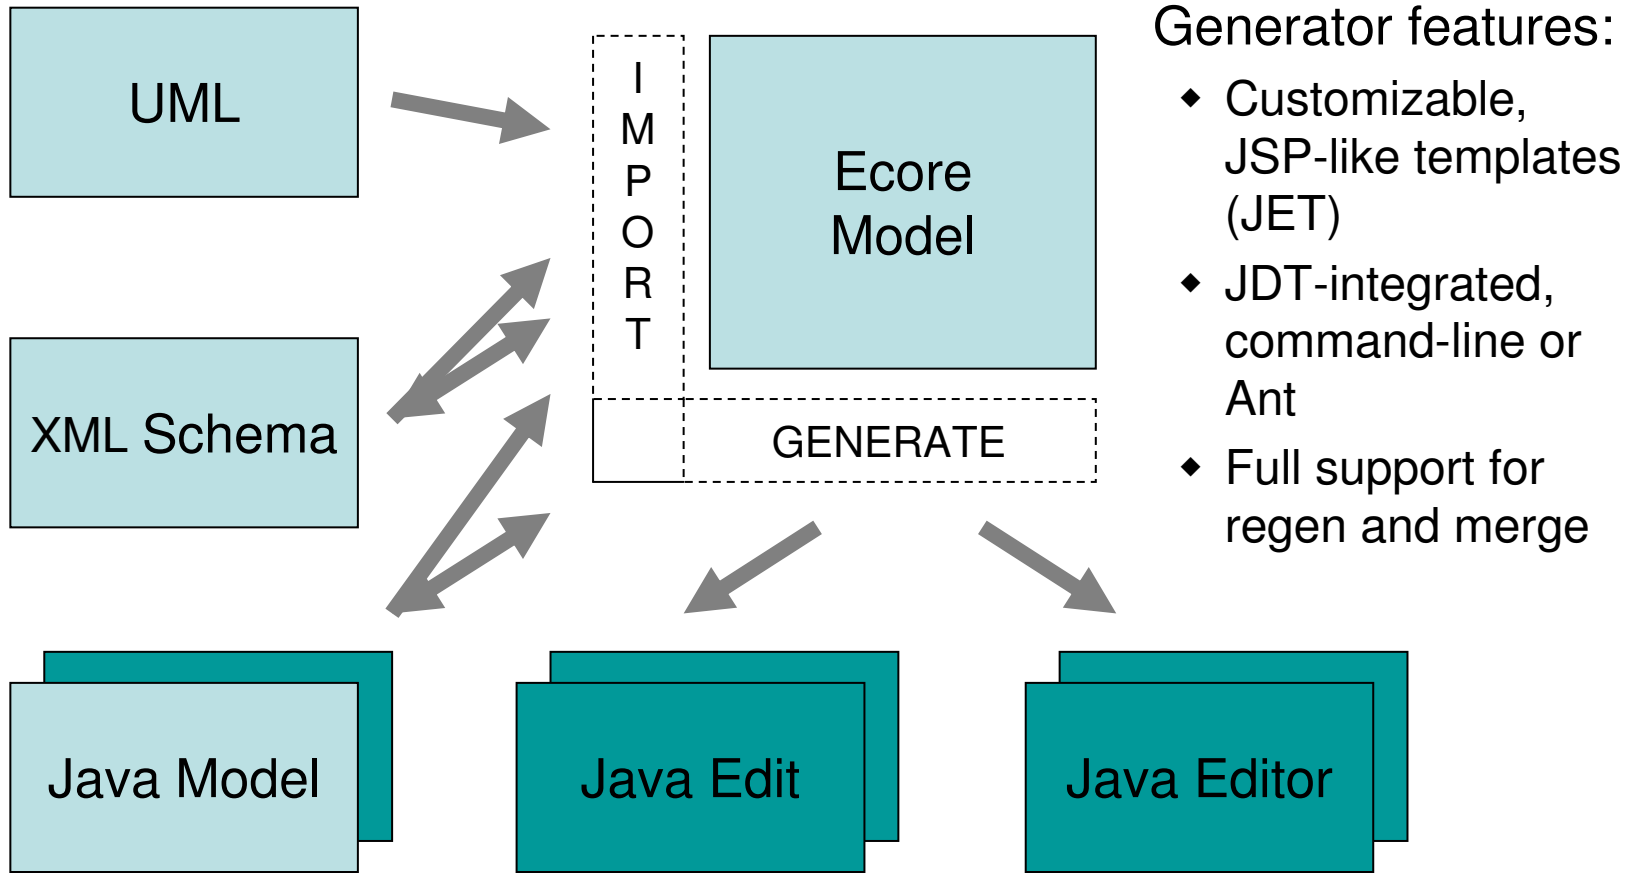 UML
I
M
P
O
R
T
Ecore
Model
XML Schema
GENERATE
Java Model
Java Edit
Java Editor
Generator features:
◆ Customizable,
JSP-like templates
(JET)
◆ JDT-integrated,
command-line or
Ant
◆ Full support for
regen and merge